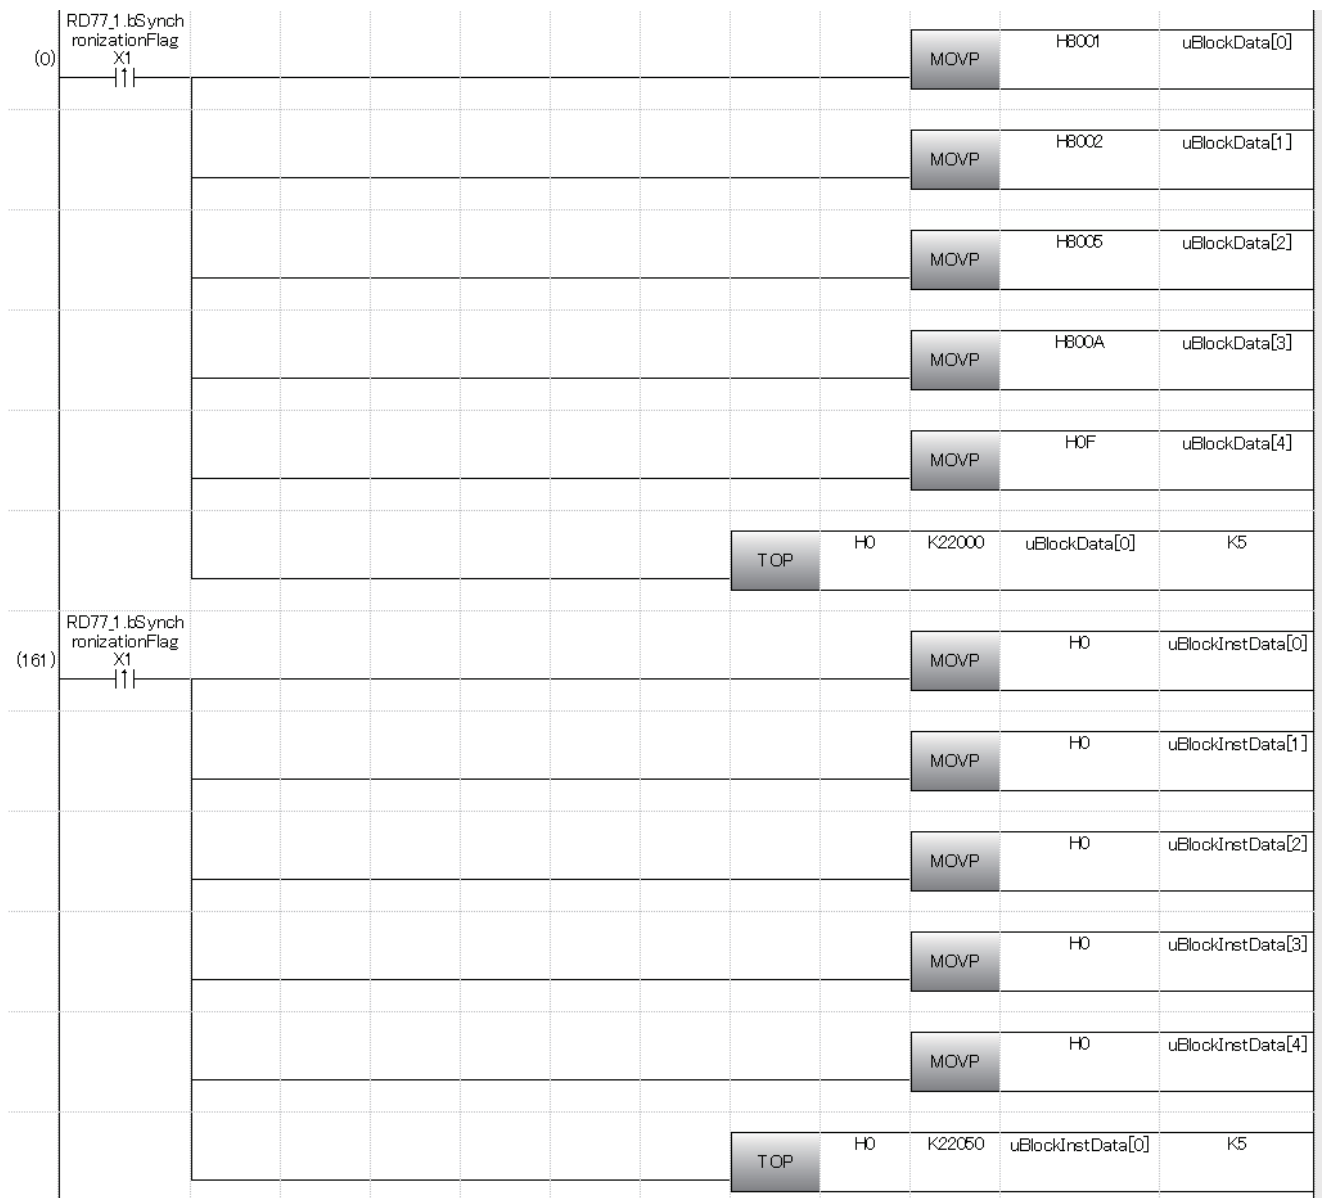 RD77_1.bSynch
ronizationFlag
(0) X1
MOVP H8001 uBlockData[0]
MOVP H8002 uBlockData[1]
MOVP H8005 uBlockData[2]
MOVP H800A uBlockData[3]
MOVP H0F uBlockData[4]
TOP H0 K22000 uBlockData[0] K5
RD77_1.bSynch
ronizationFlag
(161) X1
MOVP H0 uBlockInstData[0]
MOVP H0 uBlockInstData[1]
MOVP H0 uBlockInstData[2]
MOVP H0 uBlockInstData[3]
MOVP H0 uBlockInstData[4]
TOP H0 K22050 uBlockInstData[0] K5